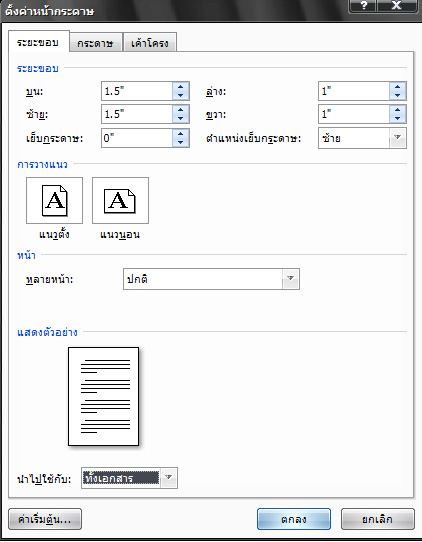 ตั้งค่าหน้ากระดาษ
? X
ระยะขอบ กระดาษ เค้าโครง
ระยะขอบ
บน: 1.5" ล่าง: 1"
ซ้าย: 1.5" ขวา: 1"
เย็บกระดาษ: 0" ตำแหน่งเย็บกระดาษ: ซ้าย
การวางแนว
A A
แนวตั้ง แนวนอน
หน้า
หลายหน้า: ปกติ
แสดงตัวอย่าง
นำไปใช้กับ: ทั้งเอกสาร
ค่าเริ่มต้น... ตกลง ยกเลิก